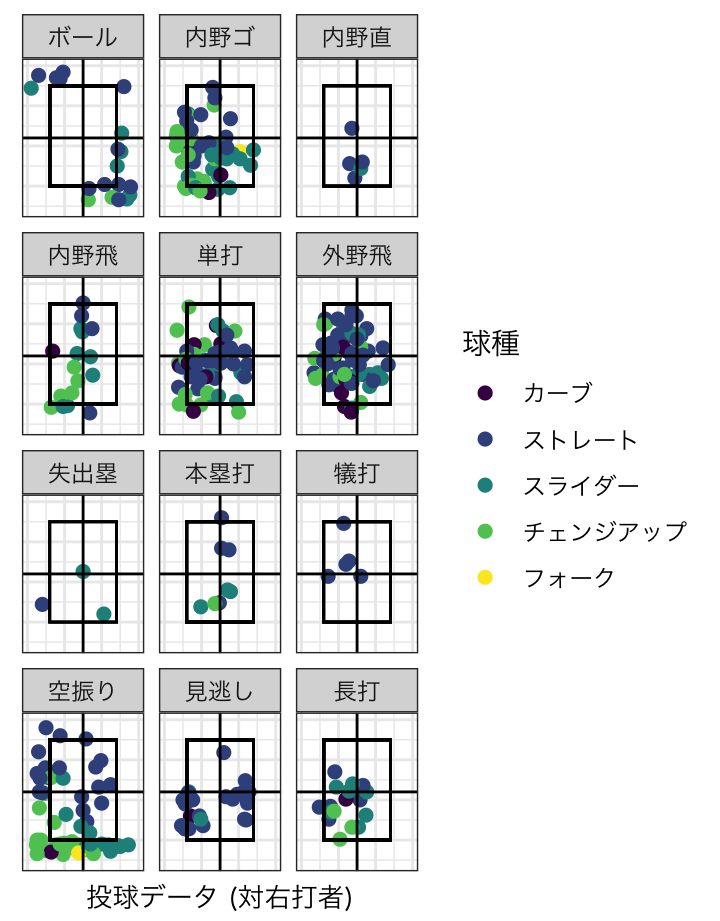 ボール
内野ゴ
内野直
内野飛
単打
外野飛
失出塁
本塁打
犠打
空振り
見逃し
長打
球種
カーブ
ストレート
スライダー
チェンジアップ
フォーク
投球データ (対右打者)